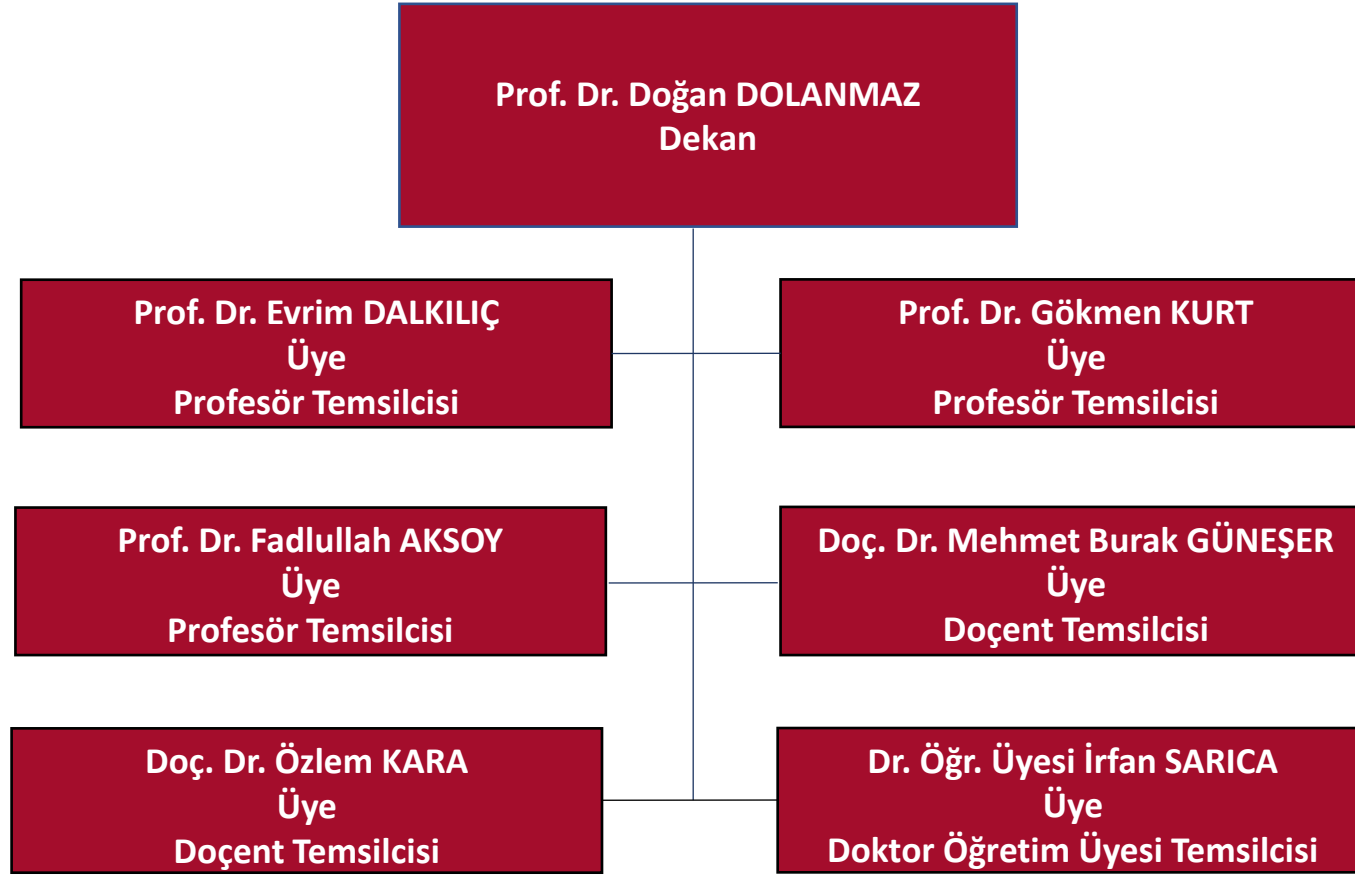 Prof. Dr. Doğan DOLANMAZ
Dekan
Prof. Dr. Evrim DALKILIÇ
Üye
Profesör Temsilcisi
Prof. Dr. Gökmen KURT
Üye
Profesör Temsilcisi
Prof. Dr. Fadlullah AKSOY
Üye
Profesör Temsilcisi
Doç. Dr. Mehmet Burak GÜNEŞER
Üye
Doçent Temsilcisi
Doç. Dr. Özlem KARA
Üye
Doçent Temsilcisi
Dr. Öğr. Üyesi İrfan SARICA
Üye
Doktor Öğretim Üyesi Temsilcisi